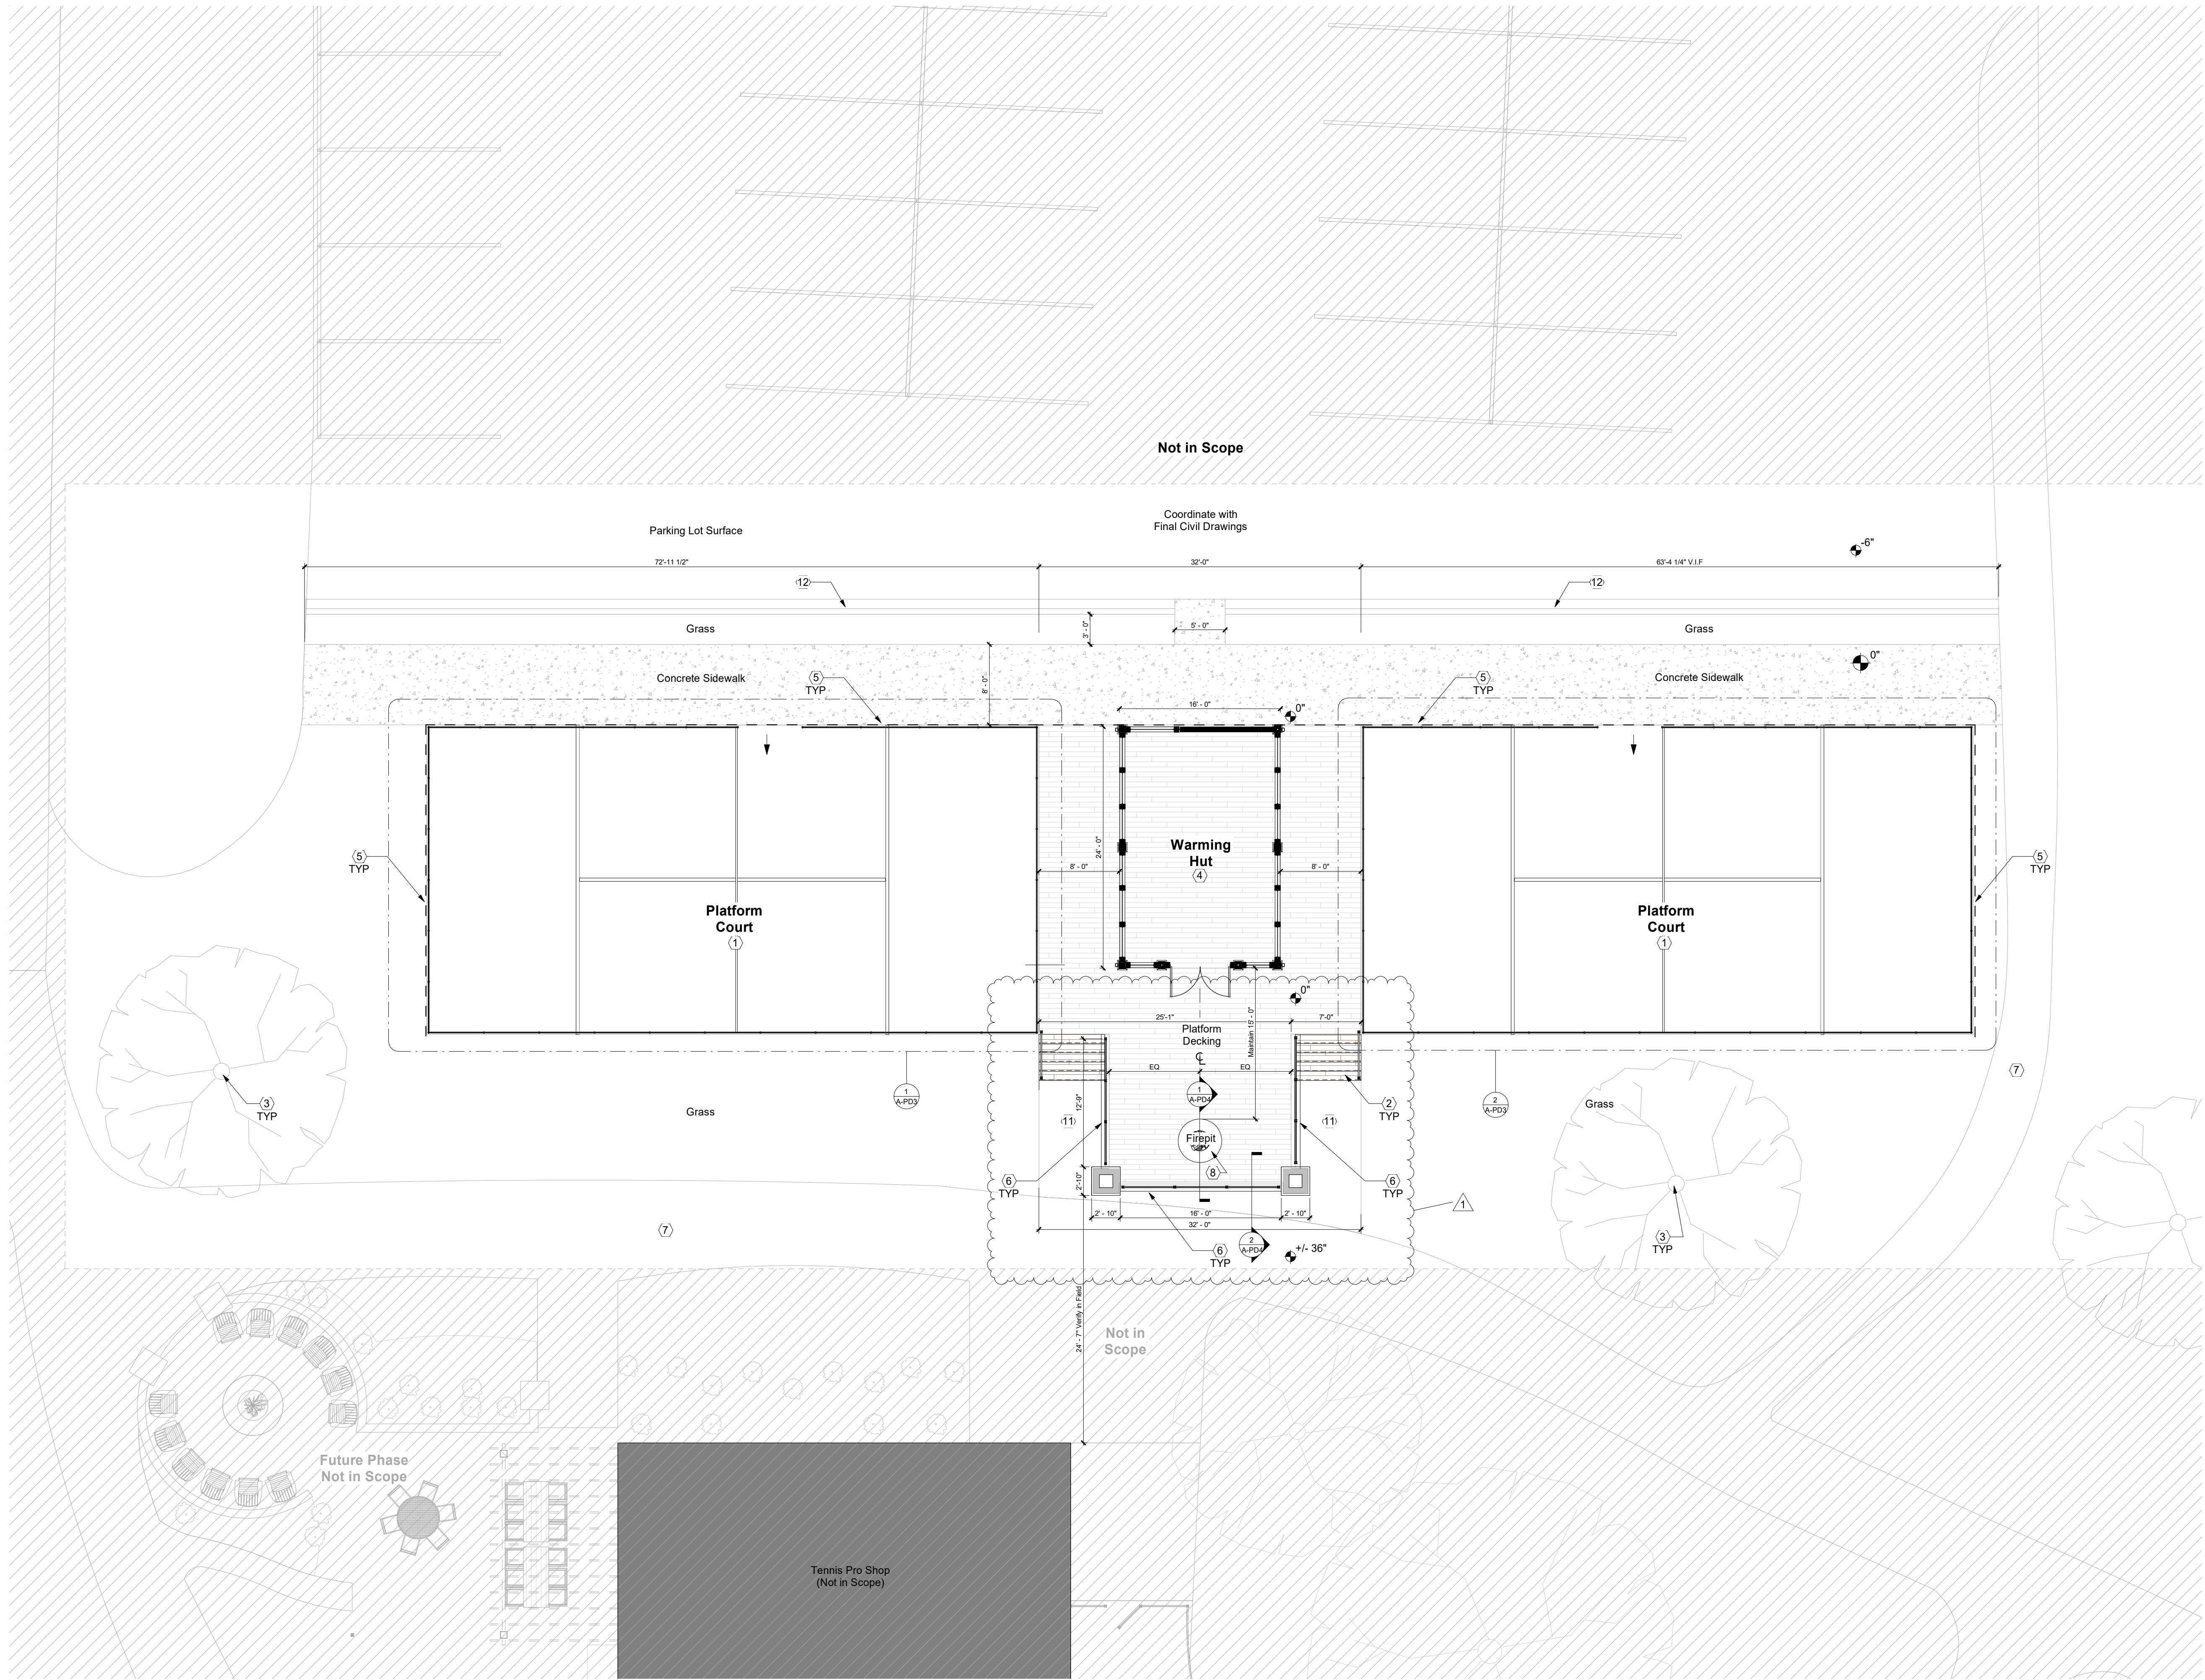 Not in Scope
Parking Lot Surface
Coordinate with
Final Civil Drawings
-6"
72'-11 1/2"
32'-0"
63'-4 1/4" V.I.F
12
12
Grass
3' - 0"
5' - 0"
Grass
Concrete Sidewalk
5
TYP
8' - 0"
5
TYP
Concrete Sidewalk
0"
16' - 0"
0"
24' - 0"
Warming
Hut
4
8' - 0"
8' - 0"
5
TYP
5
TYP
Platform
Court
1
Platform
Court
1
0"
25'-1"
7'-0"
Platform
Decking
Maintain 15' - 0"
EQ
EQ
7
1
A-PD3
1
A-PD4
2
TYP
2
A-PD3
3
TYP
Grass
12'-9"
11
11
Grass
Firepit
8
6
TYP
2'-10"
6
TYP
1
2' - 10"
16' - 0"
2' - 10"
32' - 0"
7
6
TYP
2
A-PD4
+/- 36"
3
TYP
24' - 7" Verify in Field
Not in
Scope
Future Phase
Not in Scope
Tennis Pro Shop
(Not in Scope)